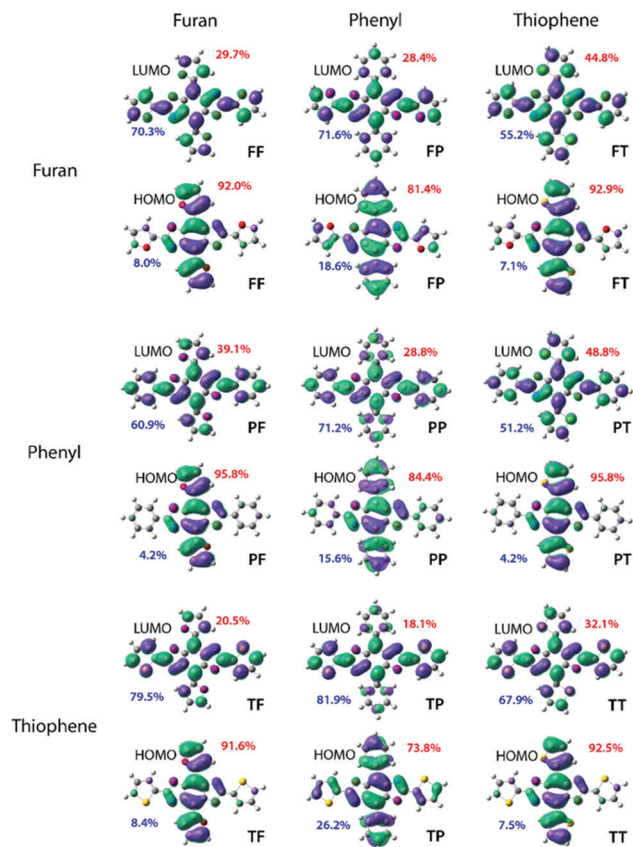 Furan Phenyl Thiophene
29.7% 28.4% 44.8%
LUMO LUMO LUMO
70.3% 71.6% 55.2%
FF FP FT
Furan
92.0% 81.4% 92.9%
HOMO HOMO HOMO
8.0% 18.6% 7.1%
FF FP FT
39.1% 28.8% 48.8%
LUMO LUMO LUMO
60.9% 71.2% 51.2%
PF PP PT
Phenyl
95.8% 84.4% 95.8%
HOMO HOMO HOMO
4.2% 15.6% 4.2%
PF PP PT
20.5% 18.1% 32.1%
LUMO LUMO LUMO
79.5% 81.9% 67.9%
TF TP TT
Thiophene
91.6% 73.8% 92.5%
HOMO HOMO HOMO
8.4% 26.2% 7.5%
TF TP TT